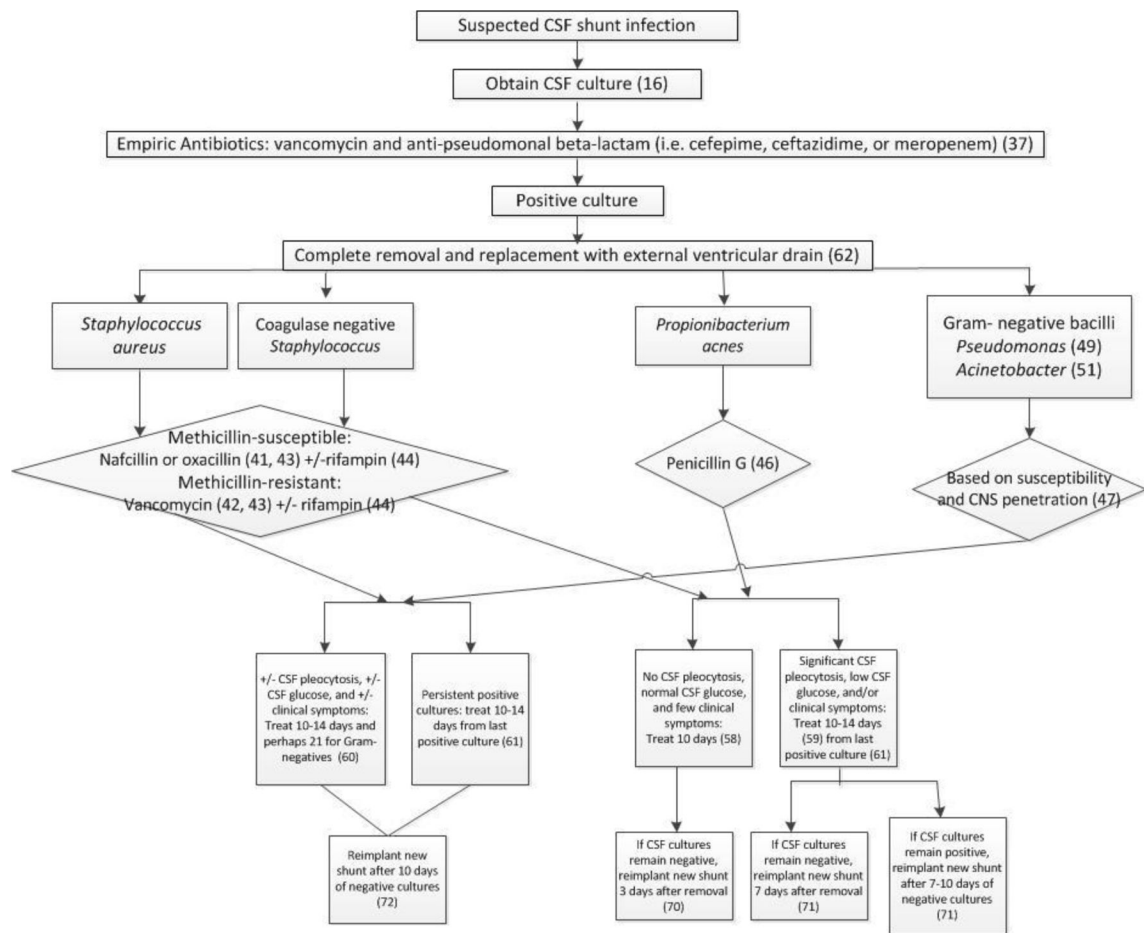 Suspected CSF shunt infection
Obtain CSF culture (16)
Empiric Antibiotics: vancomycin and anti-pseudomonal beta-lactam (i.e. cefepime, ceftazidime, or meropenem) (37)
Positive culture
Complete removal and replacement with external ventricular drain (62)
Staphylococcus
aureus
Coagulase negative
Staphylococcus
Propionibacterium
acnes
Gram- negative bacilli
Pseudomonas (49)
Acinetobacter (51)
Methicillin-susceptible:
Nafcillin or oxacillin (41, 43) +/-rifampin (44)
Methicillin-resistant:
Vancomycin (42, 43) +/- rifampin (44)
Penicillin G (46)
Based on susceptibility
and CNS penetration (47)
+/- CSF pleocytosis, +/-
CSF glucose, and +/-
clinical symptoms:
Treat 10-14 days and
perhaps 21 for Gram-
negatives (60)
Persistent positive
cultures: treat 10-14
days from last
positive culture (61)
No CSF pleocytosis,
normal CSF glucose,
and few clinical
symptoms:
Treat 10 days (58)
Significant CSF
pleocytosis, low CSF
glucose, and/or
clinical symptoms:
Treat 10-14 days
(59) from last
positive culture (61)
Reimplant new
shunt after 10 days
of negative cultures
(72)
If CSF cultures
remain negative,
reimplant new shunt
3 days after removal
(70)
If CSF cultures
remain negative,
reimplant new shunt
7 days after removal
(71)
If CSF cultures
remain positive,
reimplant new shunt
after 7-10 days of
negative cultures
(71)